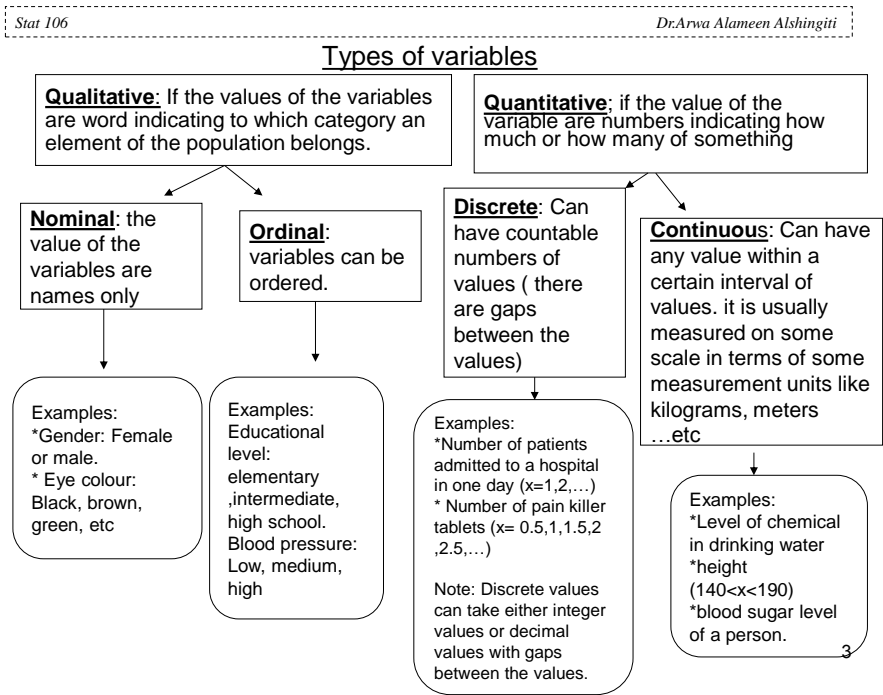 Stat 106
Dr.Arwa Alameen Alshingiti
Types of variables
Qualitative: If the values of the variables
are word indicating to which category an
element of the population belongs.
Quantitative; if the value of the
variable are numbers indicating how
much or how many of something
Nominal: the
value of the
variables are
names only
Ordinal:
variables can be
ordered.
Discrete: Can
have countable
numbers of
values ( there
are gaps
between the
values)
Continuous: Can have
any value within a
certain interval of
values. it is usually
measured on some
scale in terms of some
measurement units like
kilograms, meters
…etc
Examples:
*Gender: Female
or male.
* Eye colour:
Black, brown,
green, etc
Examples:
Educational
level:
elementary
,intermediate,
high school.
Blood pressure:
Low, medium,
high
Examples:
*Number of patients
admitted to a hospital
in one day (x=1,2,…)
* Number of pain killer
tablets (x= 0.5,1,1.5,2
,2.5,…)
Note: Discrete values
can take either integer
values or decimal
values with gaps
between the values.
Examples:
*Level of chemical
in drinking water
*height
(140<x<190)
*blood sugar level
of a person.
3